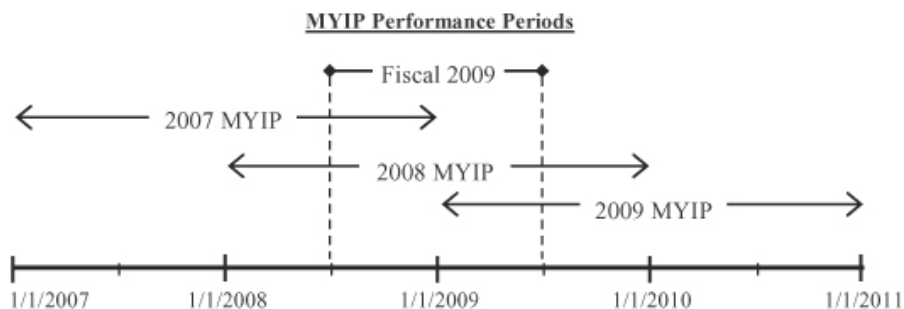 MYIP Performance Periods
Fiscal 2009
2007 MYIP
2008 MYIP
2009 MYIP
1/1/2007 1/1/2008 1/1/2009 1/1/2010 1/1/2011